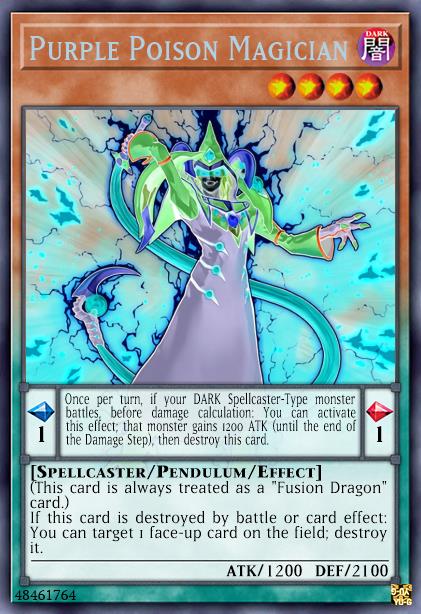 PURPLE POISON MAGICIAN
DARK
闇
Once per turn, if your DARK Spellcaster-Type monster
battles, before damage calculation: You can activate
this effect; that monster gains 1200 ATK (until the end of
the Damage Step), then destroy this card.
1
1
[SPELLCASTER/PENDULUM/EFFECT]
(This card is always treated as a "Fusion Dragon"
card.)
If this card is destroyed by battle or card effect:
You can target 1 face-up card on the field; destroy
it.
ATK/1200 DEF/2100
48461764